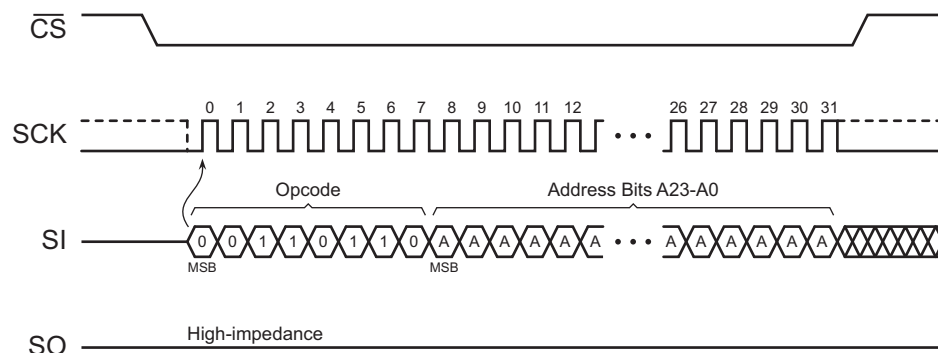 CS
0 1 2 3 4 5 6 7 8 9 10 11 12 26 27 28 29 30 31
SCK
Opcode Address Bits A23-A0
SI 0 0 1 1 0 1 1 0 A A A A A A A A A A A A
MSB MSB
High-impedance
SO